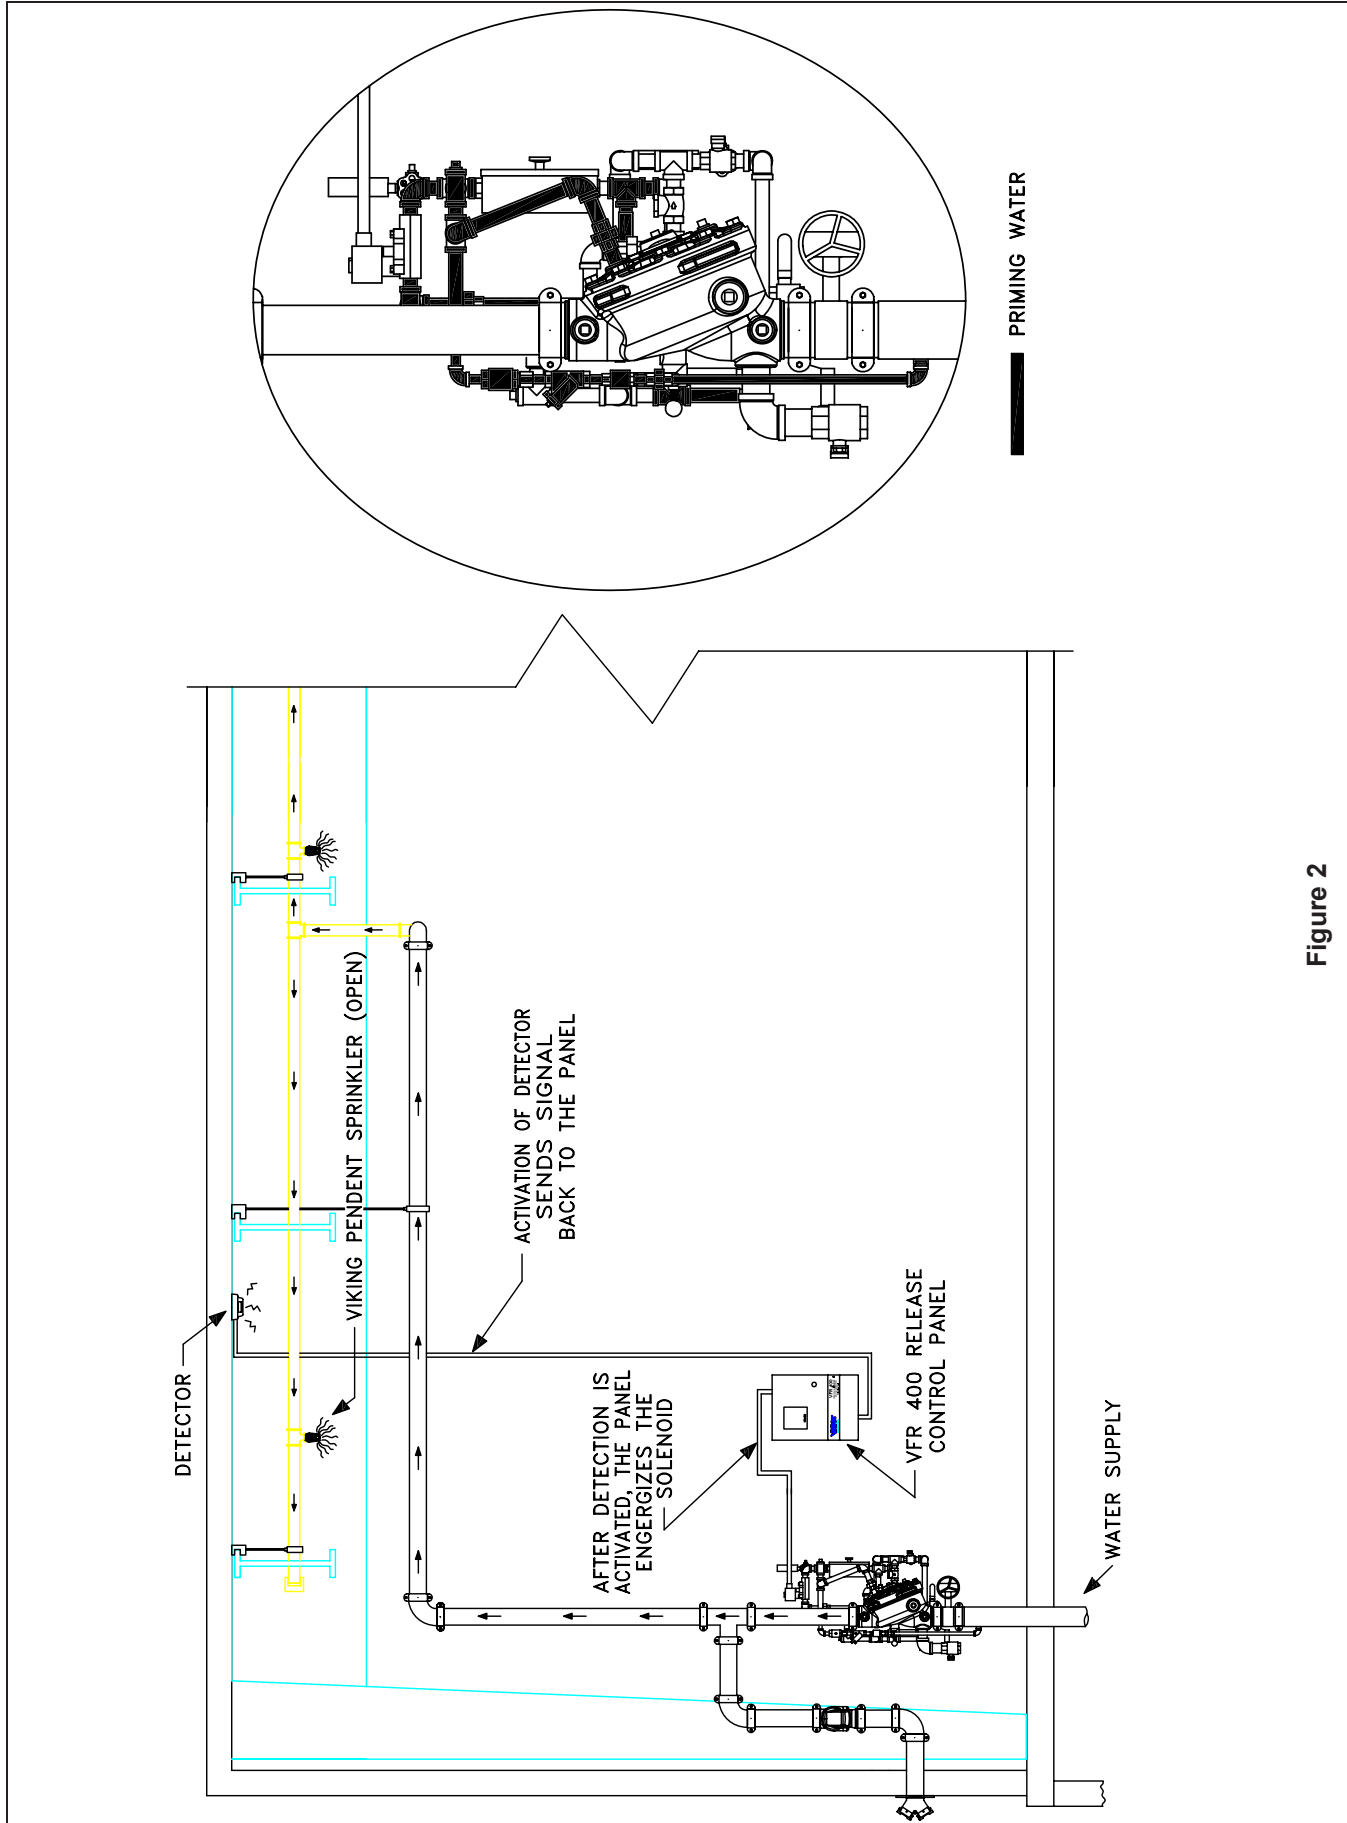 DETECTOR
VIKING PENDENT SPRINKLER (OPEN)
ACTIVATION OF DETECTOR
SENDS SIGNAL
BACK TO THE PANEL
AFTER DETECTION IS
ACTIVATED, THE PANEL
ENGERGIZES THE
SOLENOID
VFR 400 RELEASE
CONTROL PANEL
WATER SUPPLY
PRIMING WATER
Figure 2